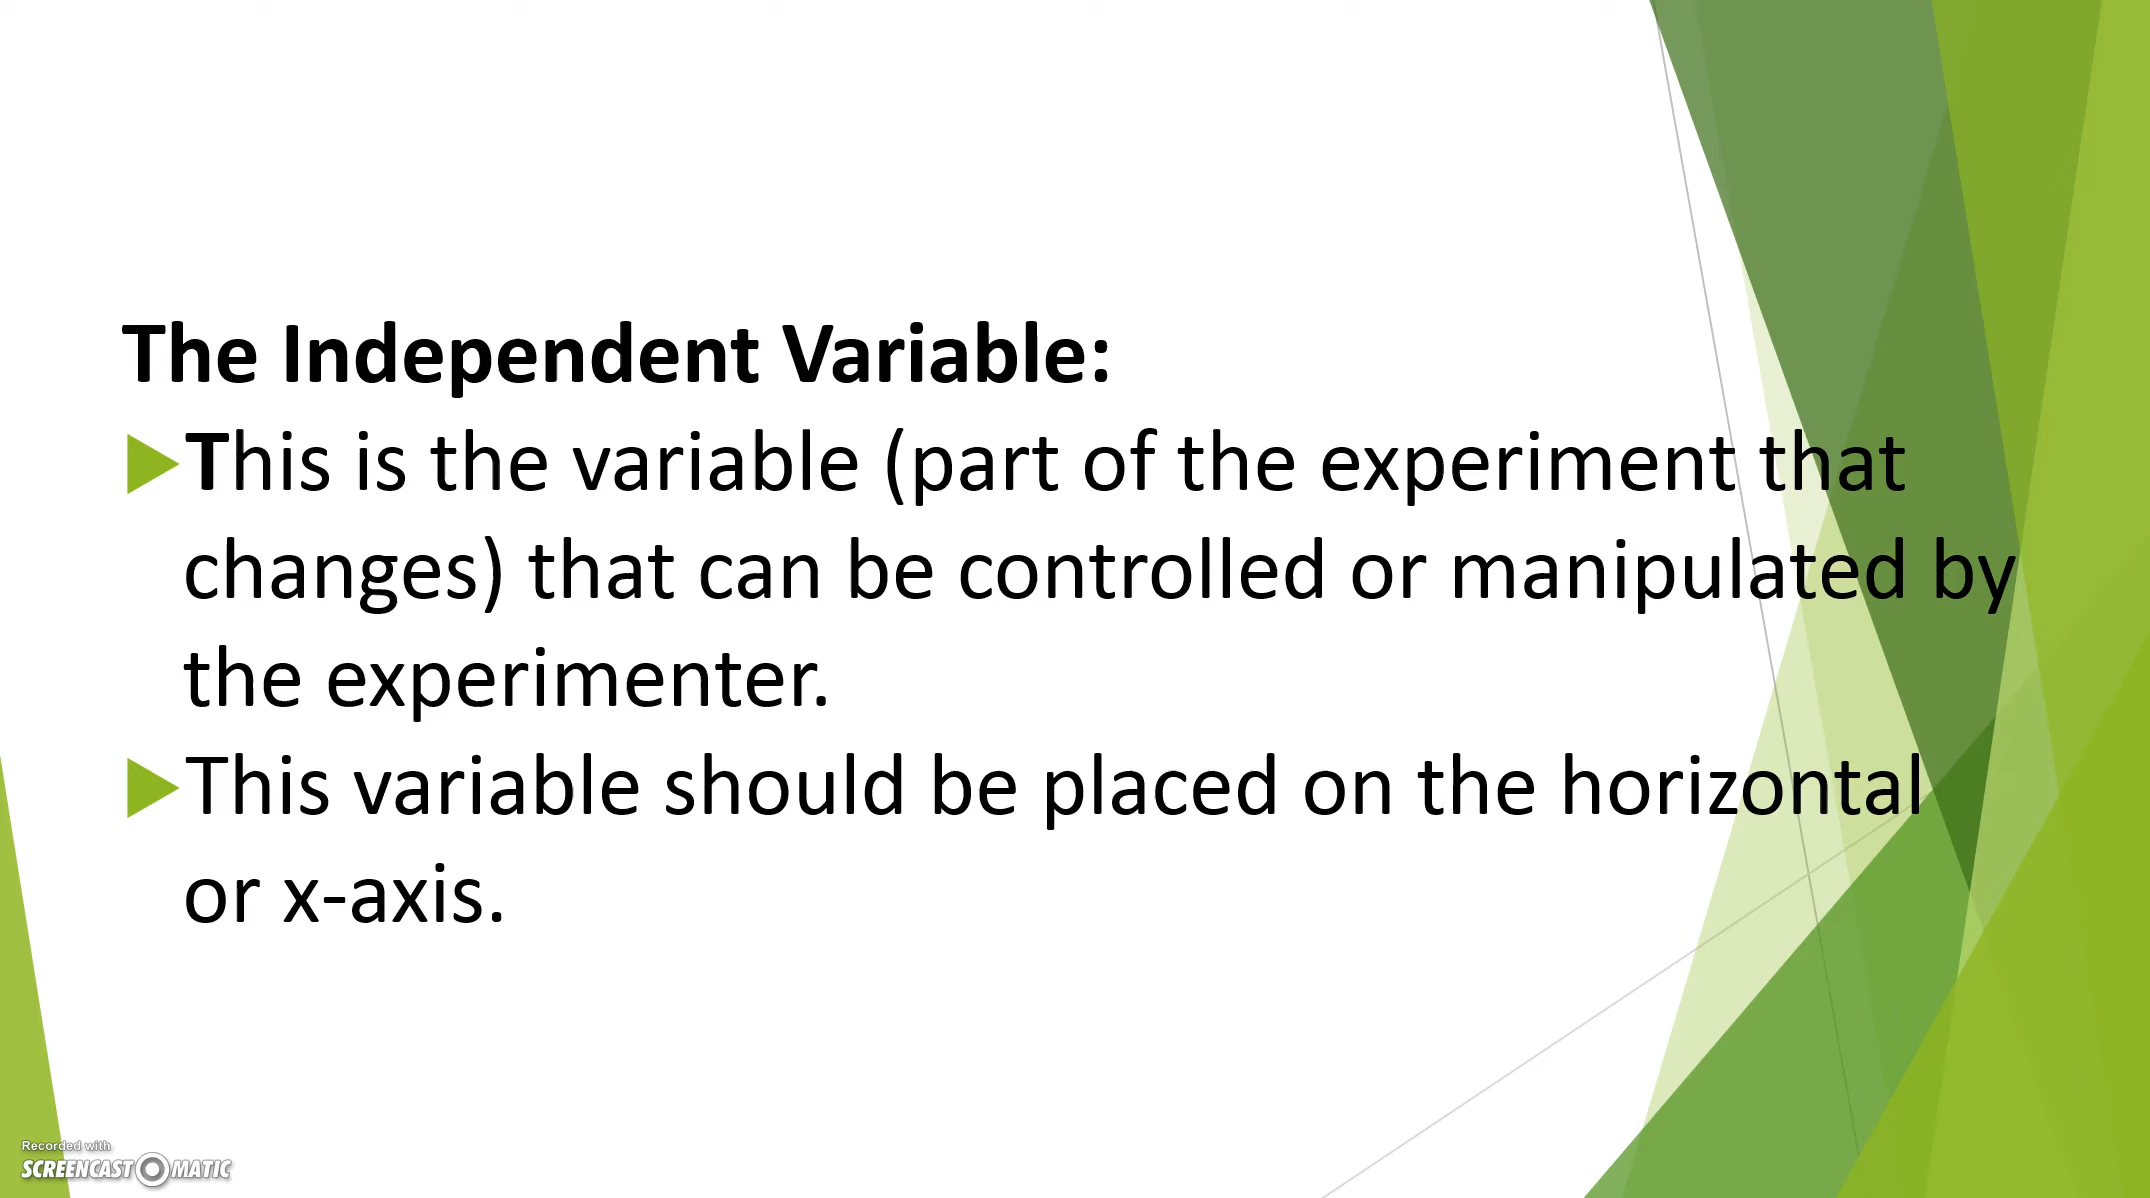 The Independent Variable:
This is the variable (part of the experiment that
changes) that can be controlled or manipulated by
the experimenter.
This variable should be placed on the horizontal
or x-axis.
Recorded with
SCREENCAST MATIC